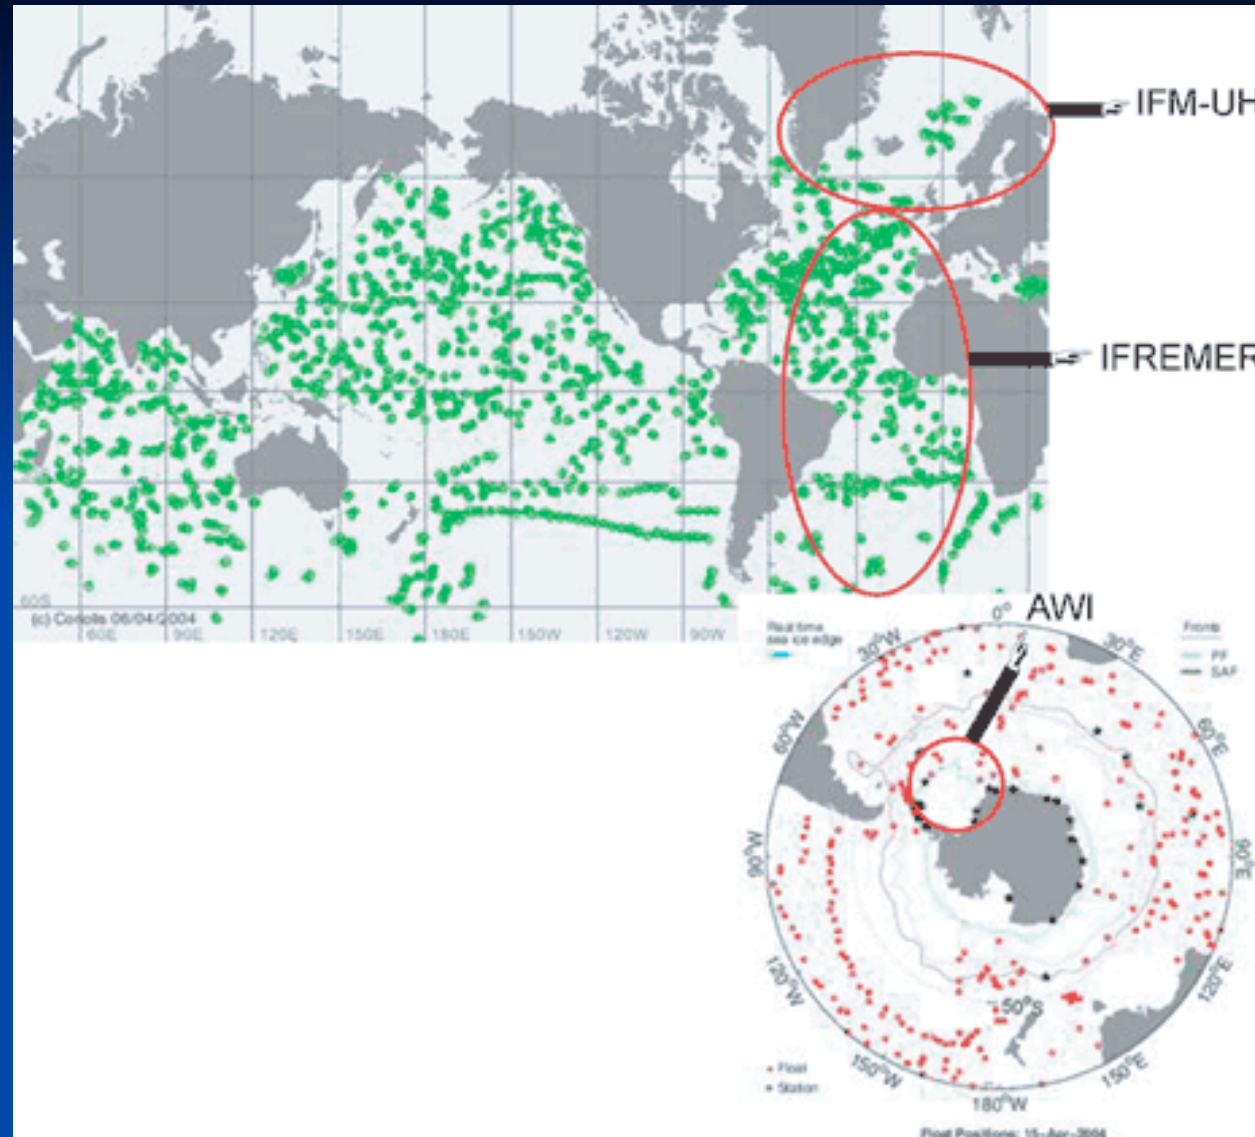 IFM-UH
IFREMER
60S
(c) Coriolis 06/04/2004
60E 90E 120E 150E 180E 150W 120W 90W
AWI
Real time
sea ice edge
Fronts
PF
SAF
0°
30°W
30°E
60°W
60°E
90°W
90°E
120°W
120°E
50°S
150°W
150°E
180°W
Float
Station
Float Positions: 15-Apr-2004